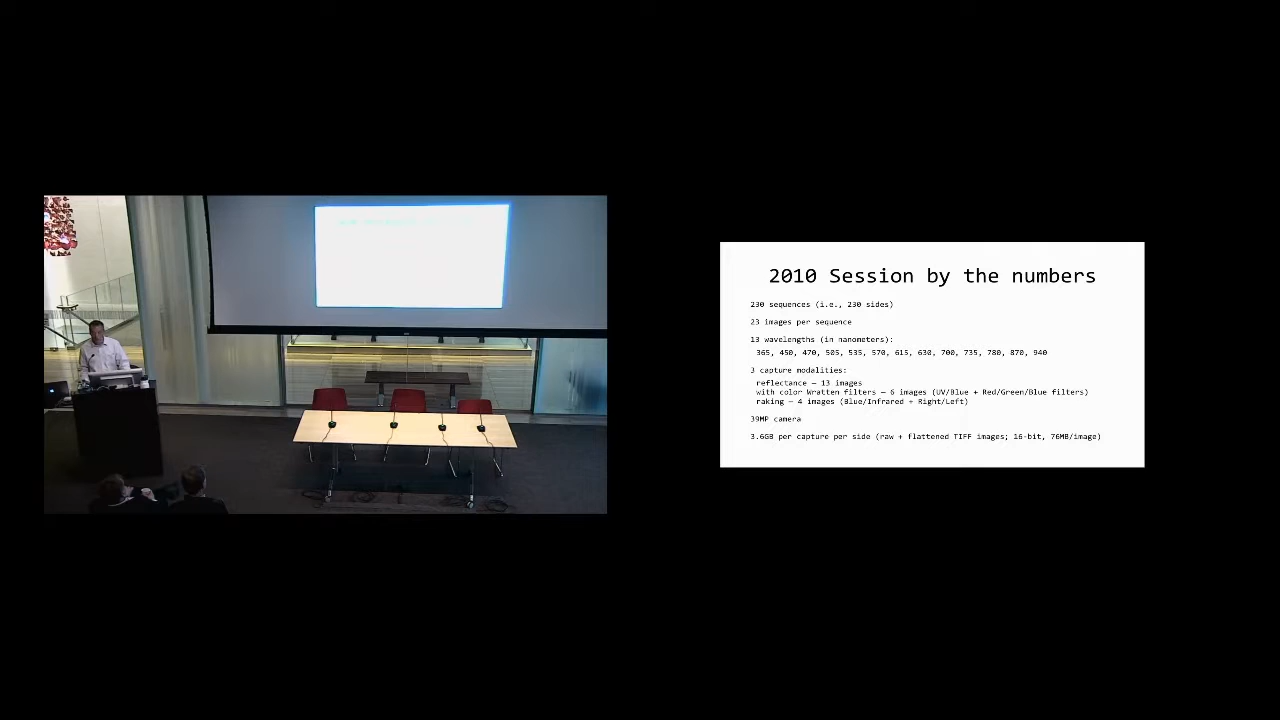 2010 Session by the numbers
230 sequences (i.e., 230 sides)
23 images per sequence
13 wavelengths (in nanometers):
365, 450, 470, 505, 535, 570, 615, 630, 700, 735, 780, 870, 940
3 capture modalities:
reflectance – 13 images
with color Wratten filters – 6 images (UV/Blue + Red/Green/Blue filters)
raking – 4 images (Blue/Infrared + Right/Left)
39MP camera
3.6GB per capture per side (raw + flattened TIFF images; 16-bit, 76MB/image)